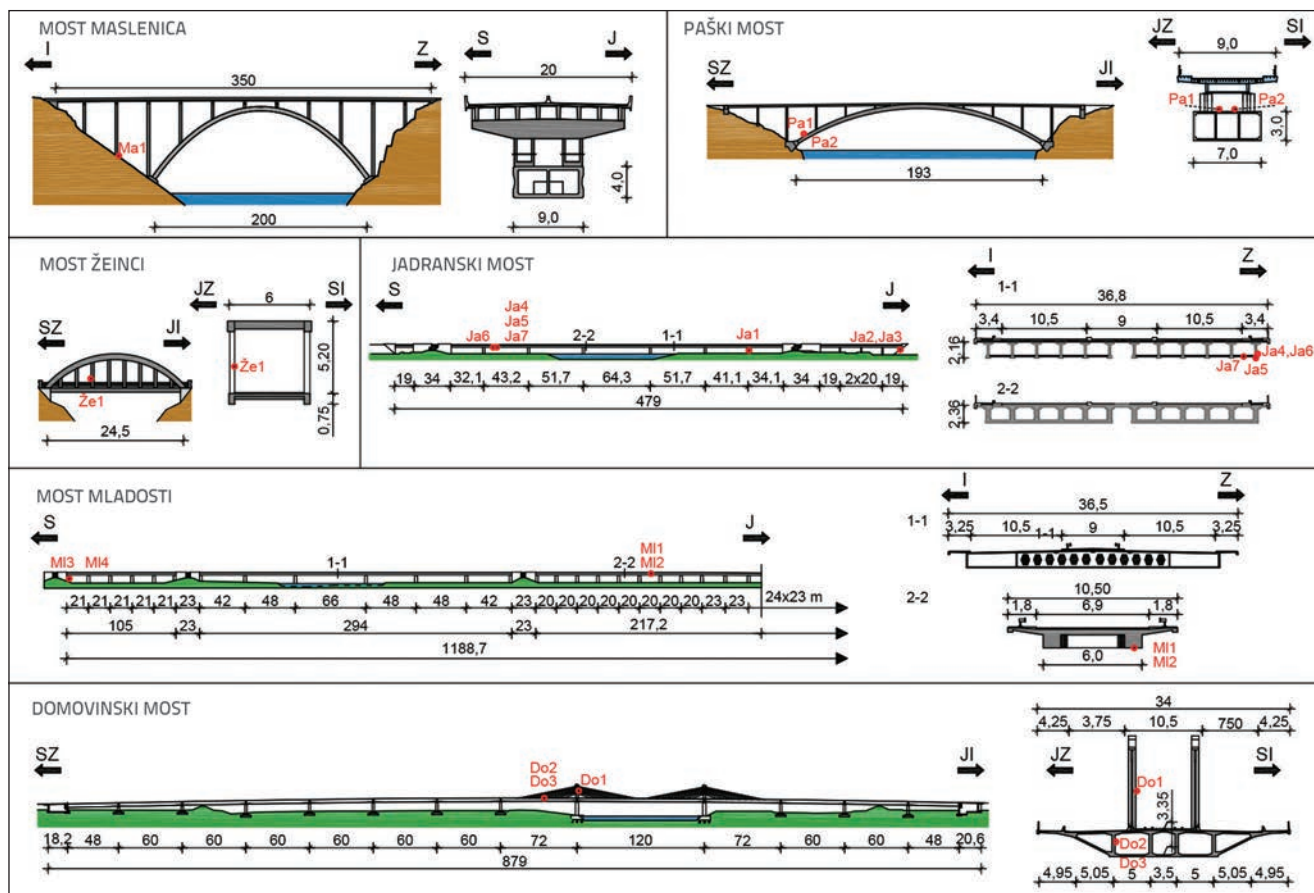 MOST MASLENICA
I
Z
350
Ma1
200
S
J
20
4,0
9,0
PAŠKI MOST
SZ
JI
Pa1
Pa2
193
JZ
SI
9,0
Pa1
Pa2
3,0
7,0
MOST ŽEINCI
SZ
JI
Že1
24,5
JZ
SI
6
Že1
5,20
0,75
JADRANSKI MOST
S
J
Ja4
Ja5
Ja6
Ja7
2-2
1-1
Ja1
Ja2,Ja3
19 34 32,1 43,2 51,7 64,3 51,7 41,1 34,1 34 19 2x20 19
479
I
Z
1-1
36,8
3,4 10,5 9 10,5 3,4
2,16
Ja4,Ja6
Ja7
Ja5
2-2
2,36
MOST MLADOSTI
S
J
Ml3
Ml4
1-1
2-2
Ml1
Ml2
21 21 21 21 21 23 42 48 66 48 48 42 23 20 20 20 20 20 20 20 20 23 23
24x23 m
105 23 294 23 217,2
1188,7
I
Z
36,5
1-1
3,25 10,5 9 10,5 3,25
1-1
2-2
10,50
1,8 6,9 1,8
Ml1
6,0
Ml2
DOMOVINSKI MOST
SZ
JI
Do2
Do3
Do1
18,2 48 60 60 60 60 60 72 120 72 60 60 48 20,6
879
34
4,25 3,75 10,5 750 4,25
JZ
SI
Do1
3,35
Do2
Do3
4,95 5,05 5 3,5 5 5,05 4,95